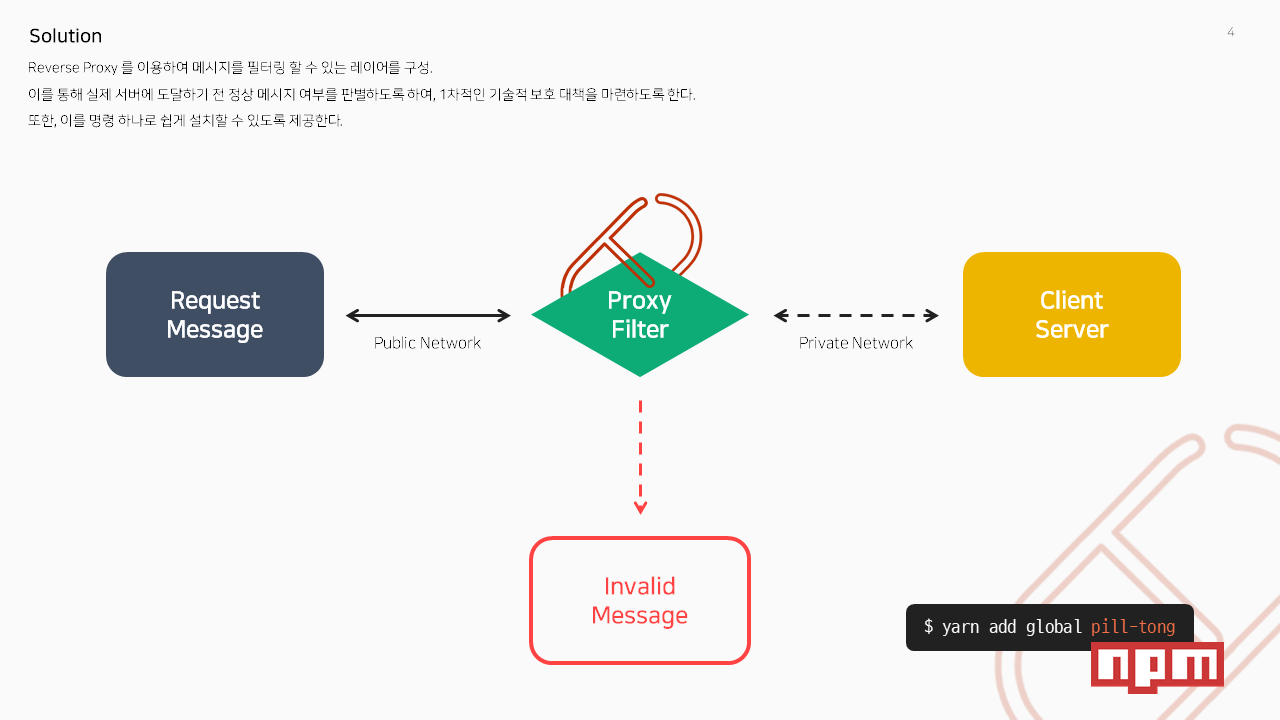 Solution
4
Reverse Proxy 를 이용하여 메시지를 필터링 할 수 있는 레이어를 구성.
이를 통해 실제 서버에 도달하기 전 정상 메시지 여부를 판별하도록 하여, 1차적인 기술적 보호 대책을 마련하도록 한다.
또한, 이를 명령 하나로 쉽게 설치할 수 있도록 제공한다.
Request
Message
Public Network
Proxy
Filter
Private Network
Client
Server
Invalid
Message
$ yarn add global pill-tong
npm